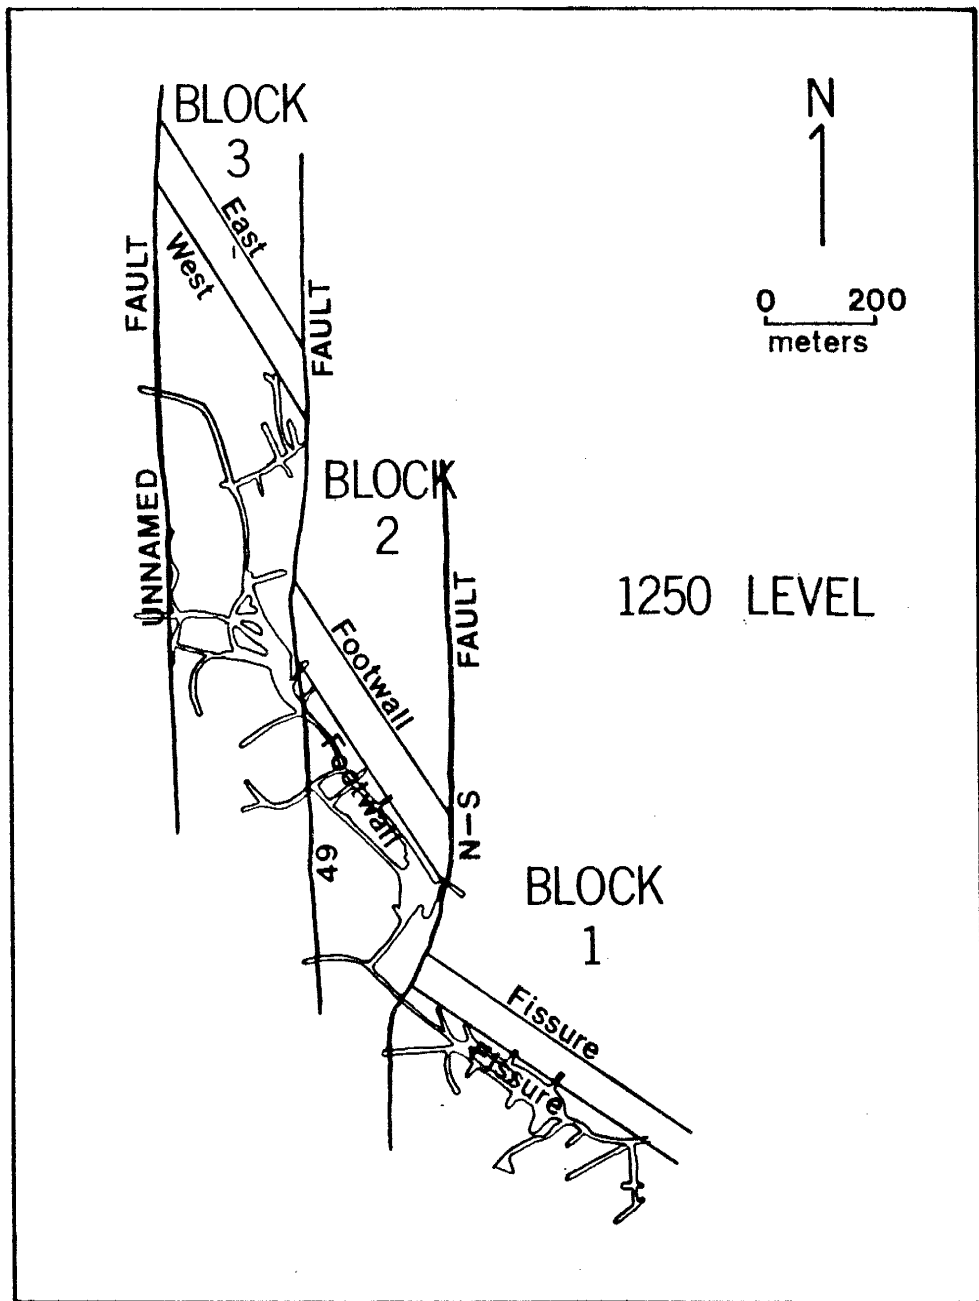 BLOCK
3
N
East
West
FAULT
FAULT
0 200
meters
UNNAMED
BLOCK
2
FAULT
1250 LEVEL
Footwall
Footwall
N-S
49
BLOCK
1
Fissure
Fissure